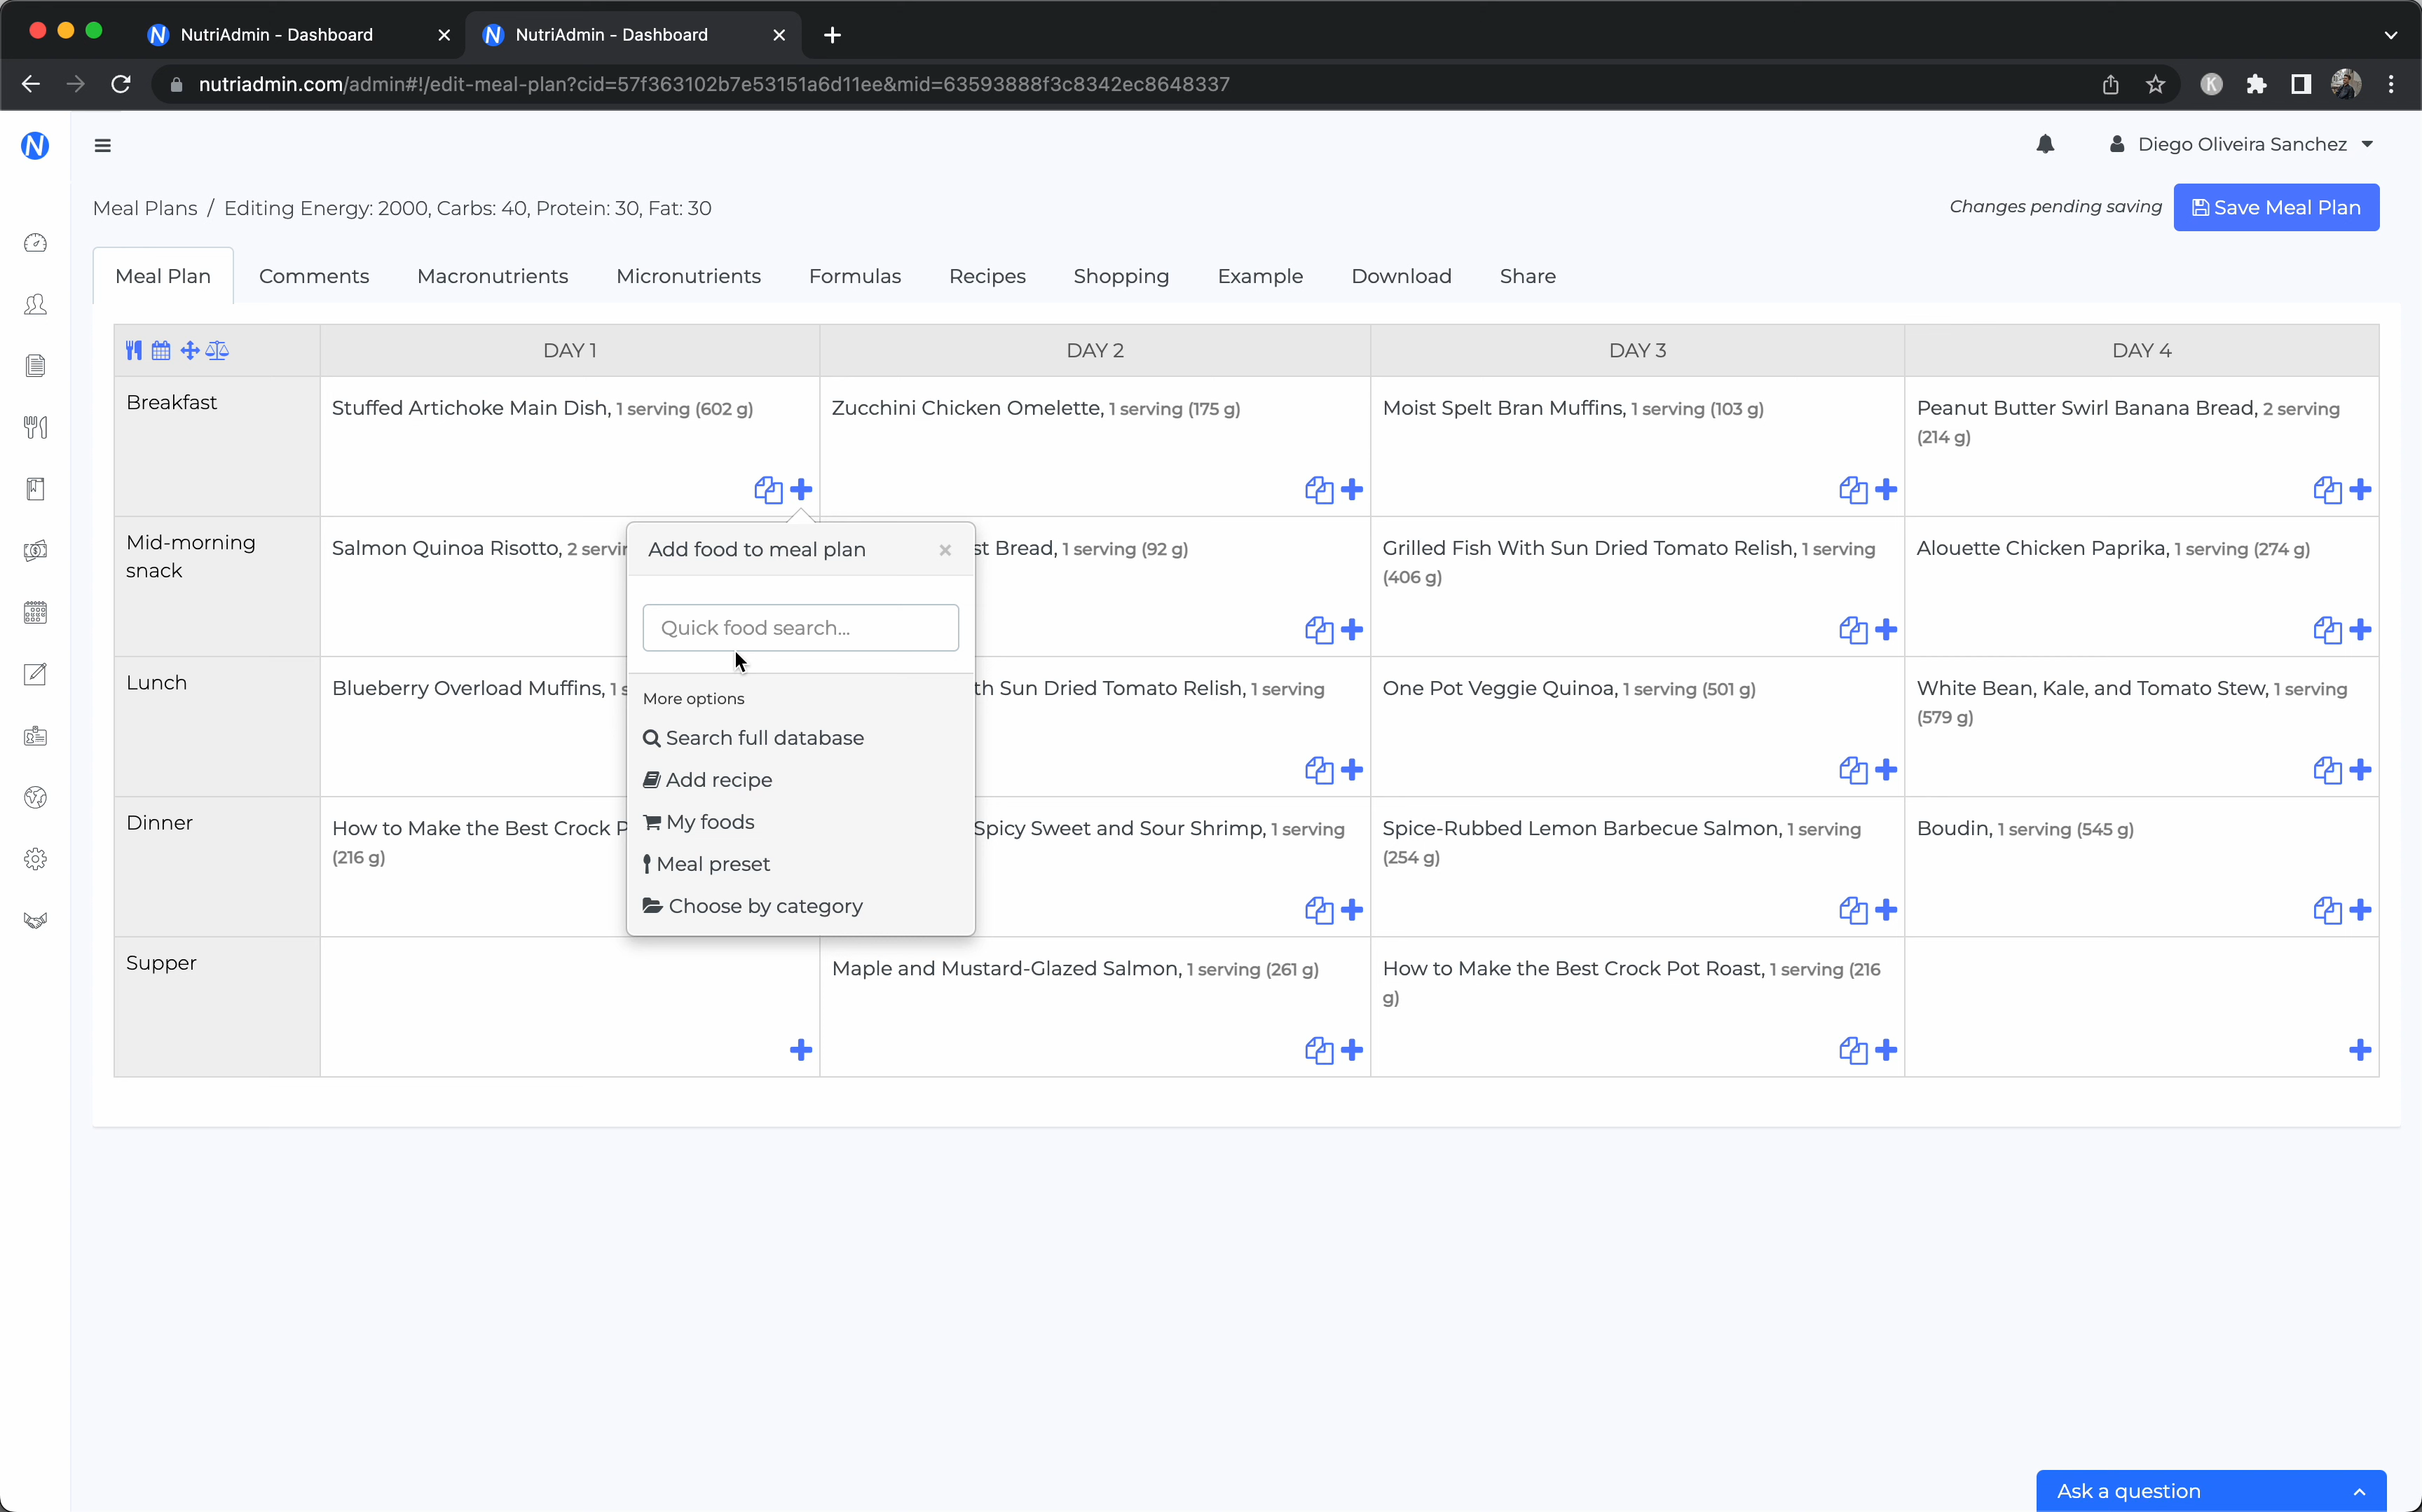 NutriAdmin - Dashboard
NutriAdmin - Dashboard
nutriadmin.com/admin#!/edit-meal-plan?cid=57f363102b7e53151a6d11ee&mid=63593888f3c8342ec8648337
K
N
Diego Oliveira Sanchez
Meal Plans / Editing Energy: 2000, Carbs: 40, Protein: 30, Fat: 30
Changes pending saving
Save Meal Plan
Meal Plan
Comments
Macronutrients
Micronutrients
Formulas
Recipes
Shopping
Example
Download
Share
DAY 1
DAY 2
DAY 3
DAY 4
Breakfast
Stuffed Artichoke Main Dish, 1 serving (602 g)
Zucchini Chicken Omelette, 1 serving (175 g)
Moist Spelt Bran Muffins, 1 serving (103 g)
Peanut Butter Swirl Banana Bread, 2 serving
(214 g)
Mid-morning
snack
Salmon Quinoa Risotto, 2
Bread, 1 serving (92 g)
Grilled Fish With Sun Dried Tomato Relish, 1 serving
(406 g)
Alouette Chicken Paprika, 1 serving (274 g)
Add food to meal plan
Quick food search...
More options
Search full database
Add recipe
My foods
Meal preset
Choose by category
Lunch
Blueberry Overload Muffins, 1
Sun Dried Tomato Relish, 1 serving
One Pot Veggie Quinoa, 1 serving (501 g)
White Bean, Kale, and Tomato Stew, 1 serving
(579 g)
Dinner
How to Make the Best Crock
(216 g)
Spicy Sweet and Sour Shrimp, 1 serving
Spice-Rubbed Lemon Barbecue Salmon, 1 serving
(254 g)
Boudin, 1 serving (545 g)
Supper
Maple and Mustard-Glazed Salmon, 1 serving (261 g)
How to Make the Best Crock Pot Roast, 1 serving (216
g)
Ask a question